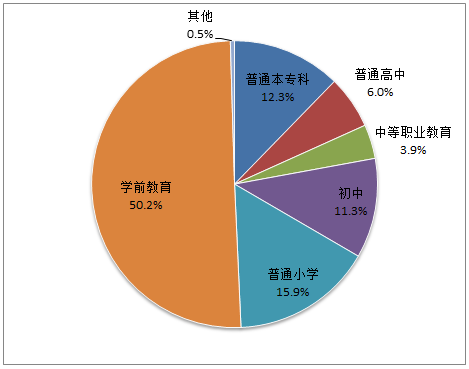 其他
0.5%
普通本专科
12.3%
普通高中
6.0%
中等职业教育
3.9%
初中
11.3%
普通小学
15.9%
学前教育
50.2%